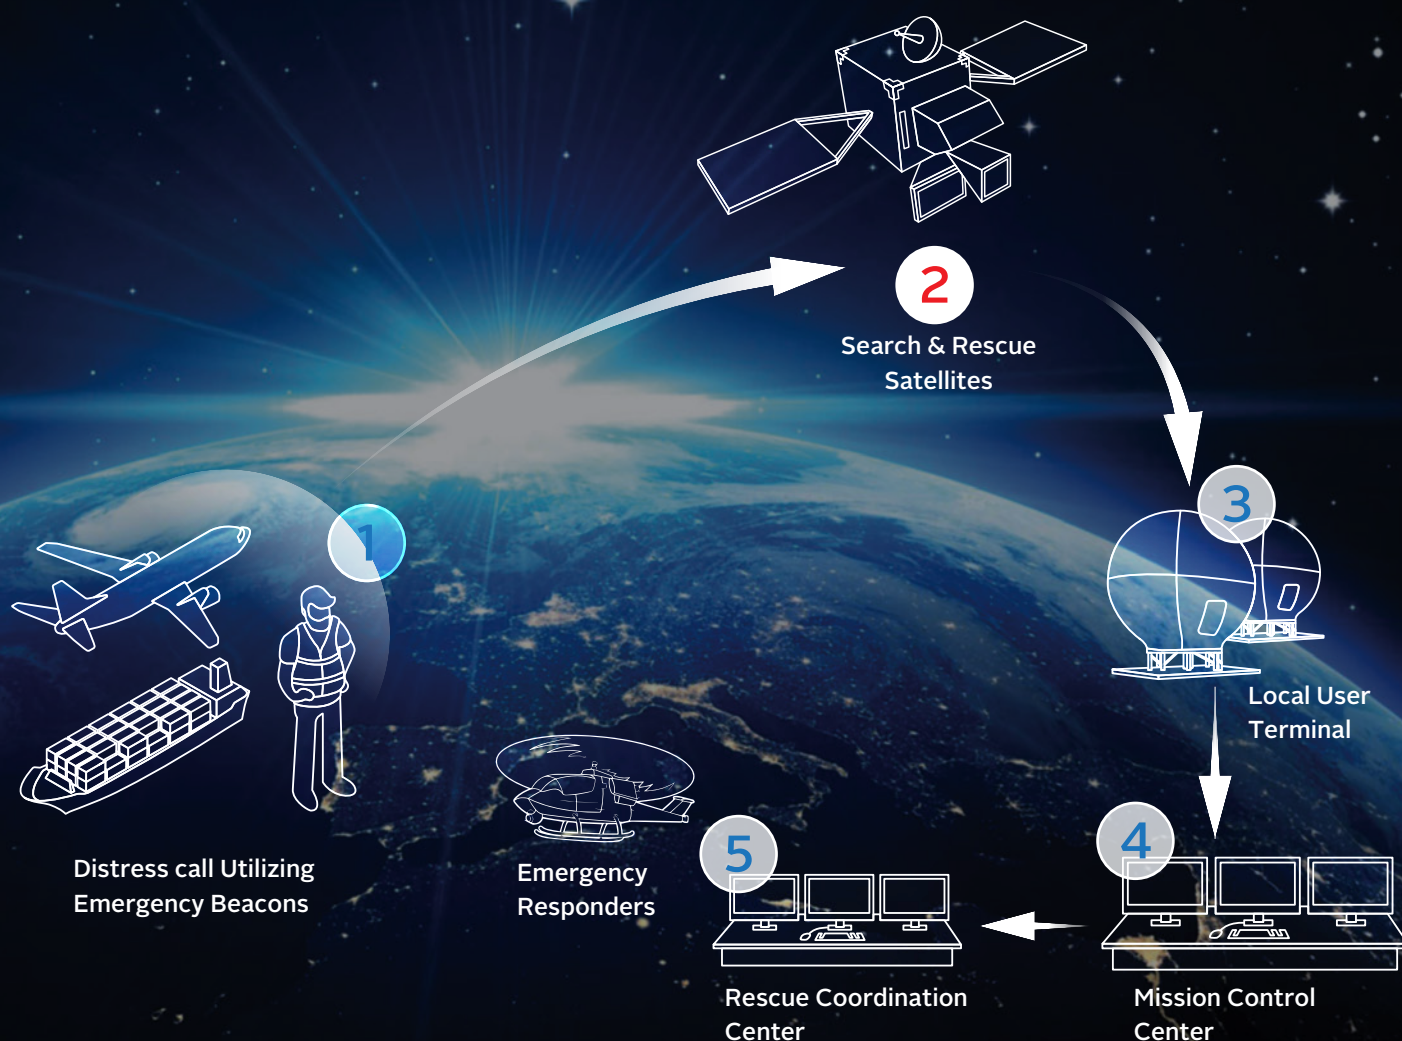 2
Search & Rescue
Satellites
1
3
Local User
Terminal
Distress call Utilizing
Emergency Beacons
Emergency
Responders
5
Rescue Coordination
Center
4
Mission Control
Center